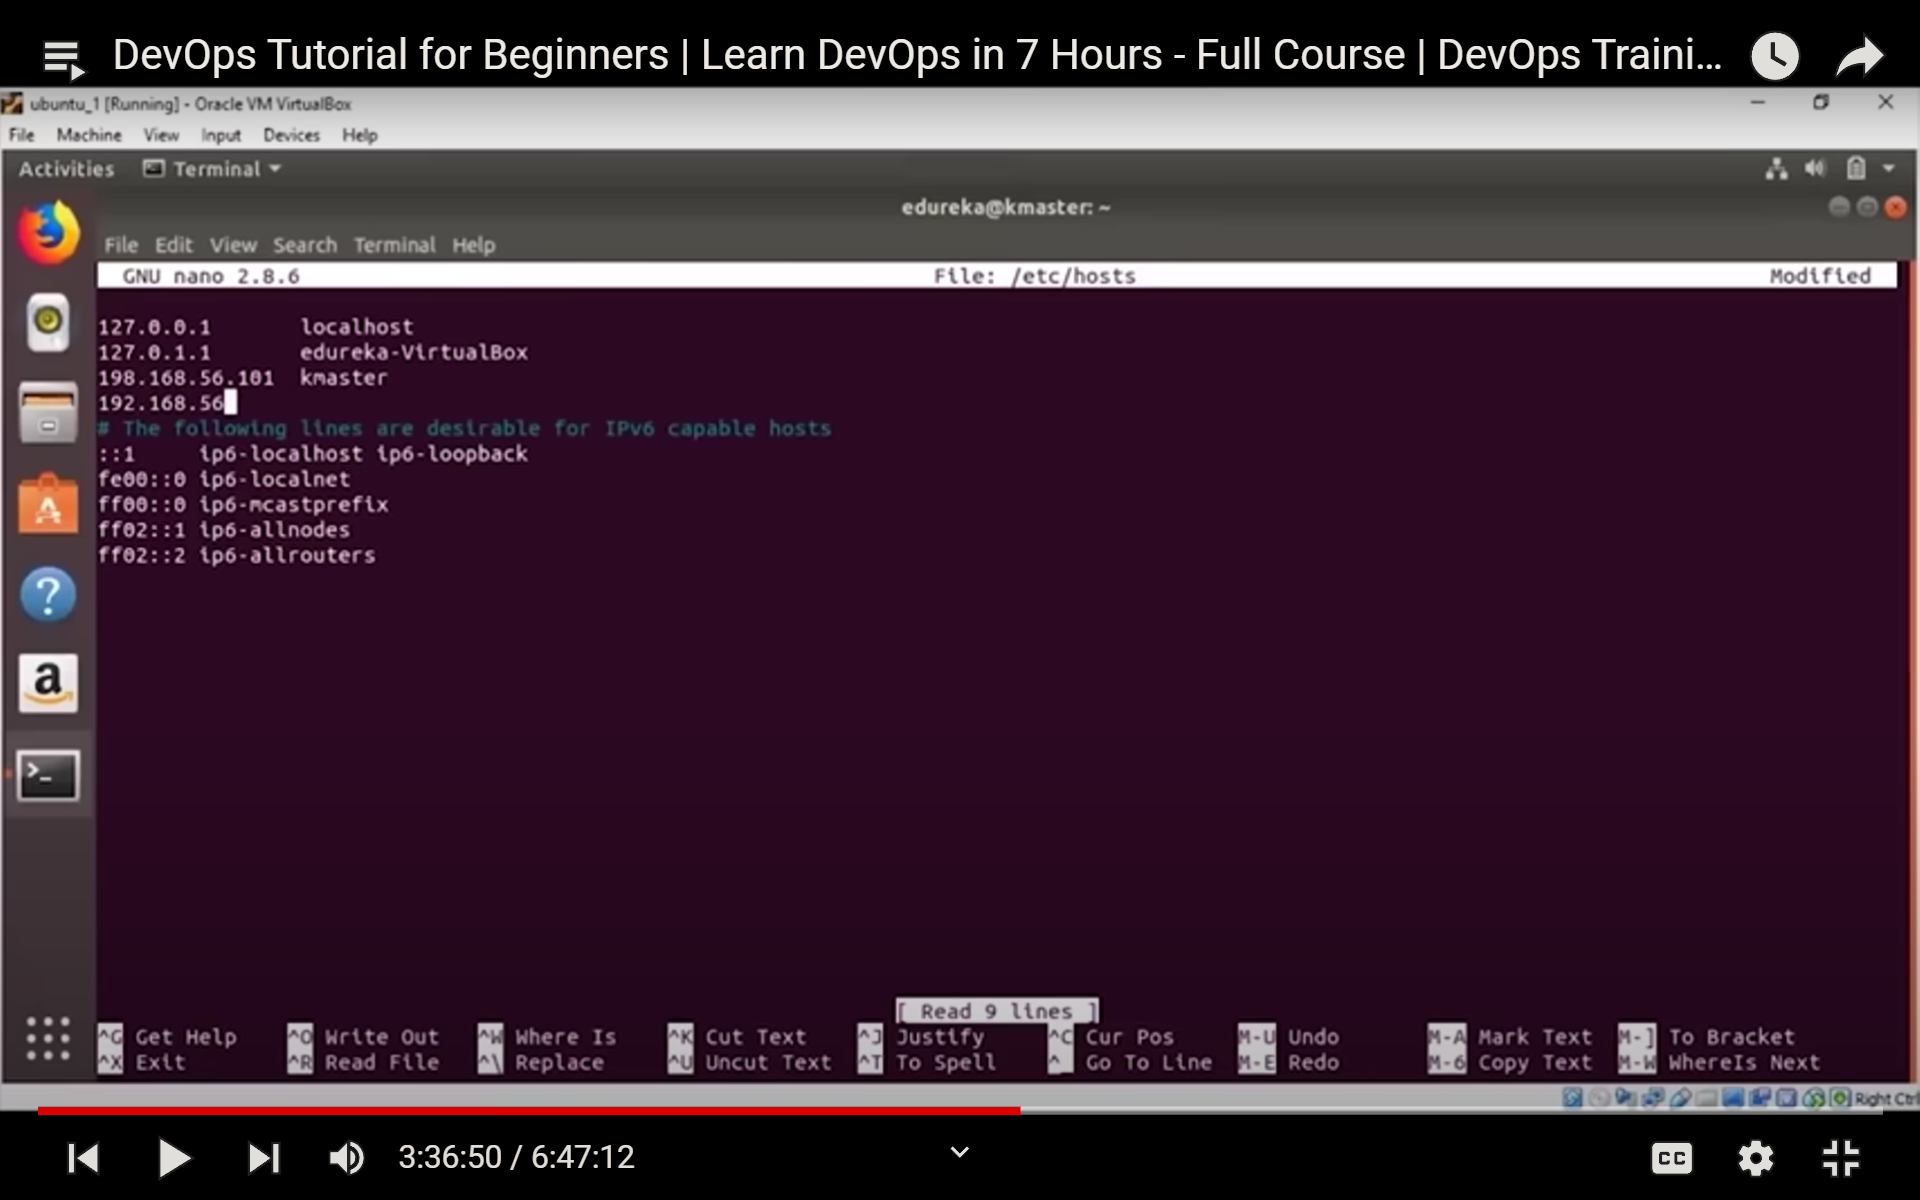 DevOps Tutorial for Beginners | Learn DevOps in 7 Hours - Full Course | DevOps Traini...
ubuntu_1 [Running] - Oracle VM VirtualBox
File Machine View Input Devices Help
Activities Terminal
edureka@kmaster: ~
File Edit View Search Terminal Help
GNU nano 2.8.6 File: /etc/hosts Modified
127.0.0.1 localhost
127.0.1.1 edureka-VirtualBox
198.168.56.101 kmaster
192.168.56
# The following lines are desirable for IPv6 capable hosts
::1 ip6-localhost ip6-loopback
fe00::0 ip6-localnet
ff00::0 ip6-mcastprefix
ff02::1 ip6-allnodes
ff02::2 ip6-allrouters
[ Read 9 lines ]
^G Get Help ^O Write Out ^W Where Is ^K Cut Text ^J Justify ^C Cur Pos M-U Undo M-A Mark Text M-] To Bracket
^X Exit ^R Read File ^\ Replace ^U Uncut Text ^T To Spell ^_ Go To Line M-E Redo M-6 Copy Text M-W WhereIs Next
Right Ctrl
3:36:50 / 6:47:12
CC